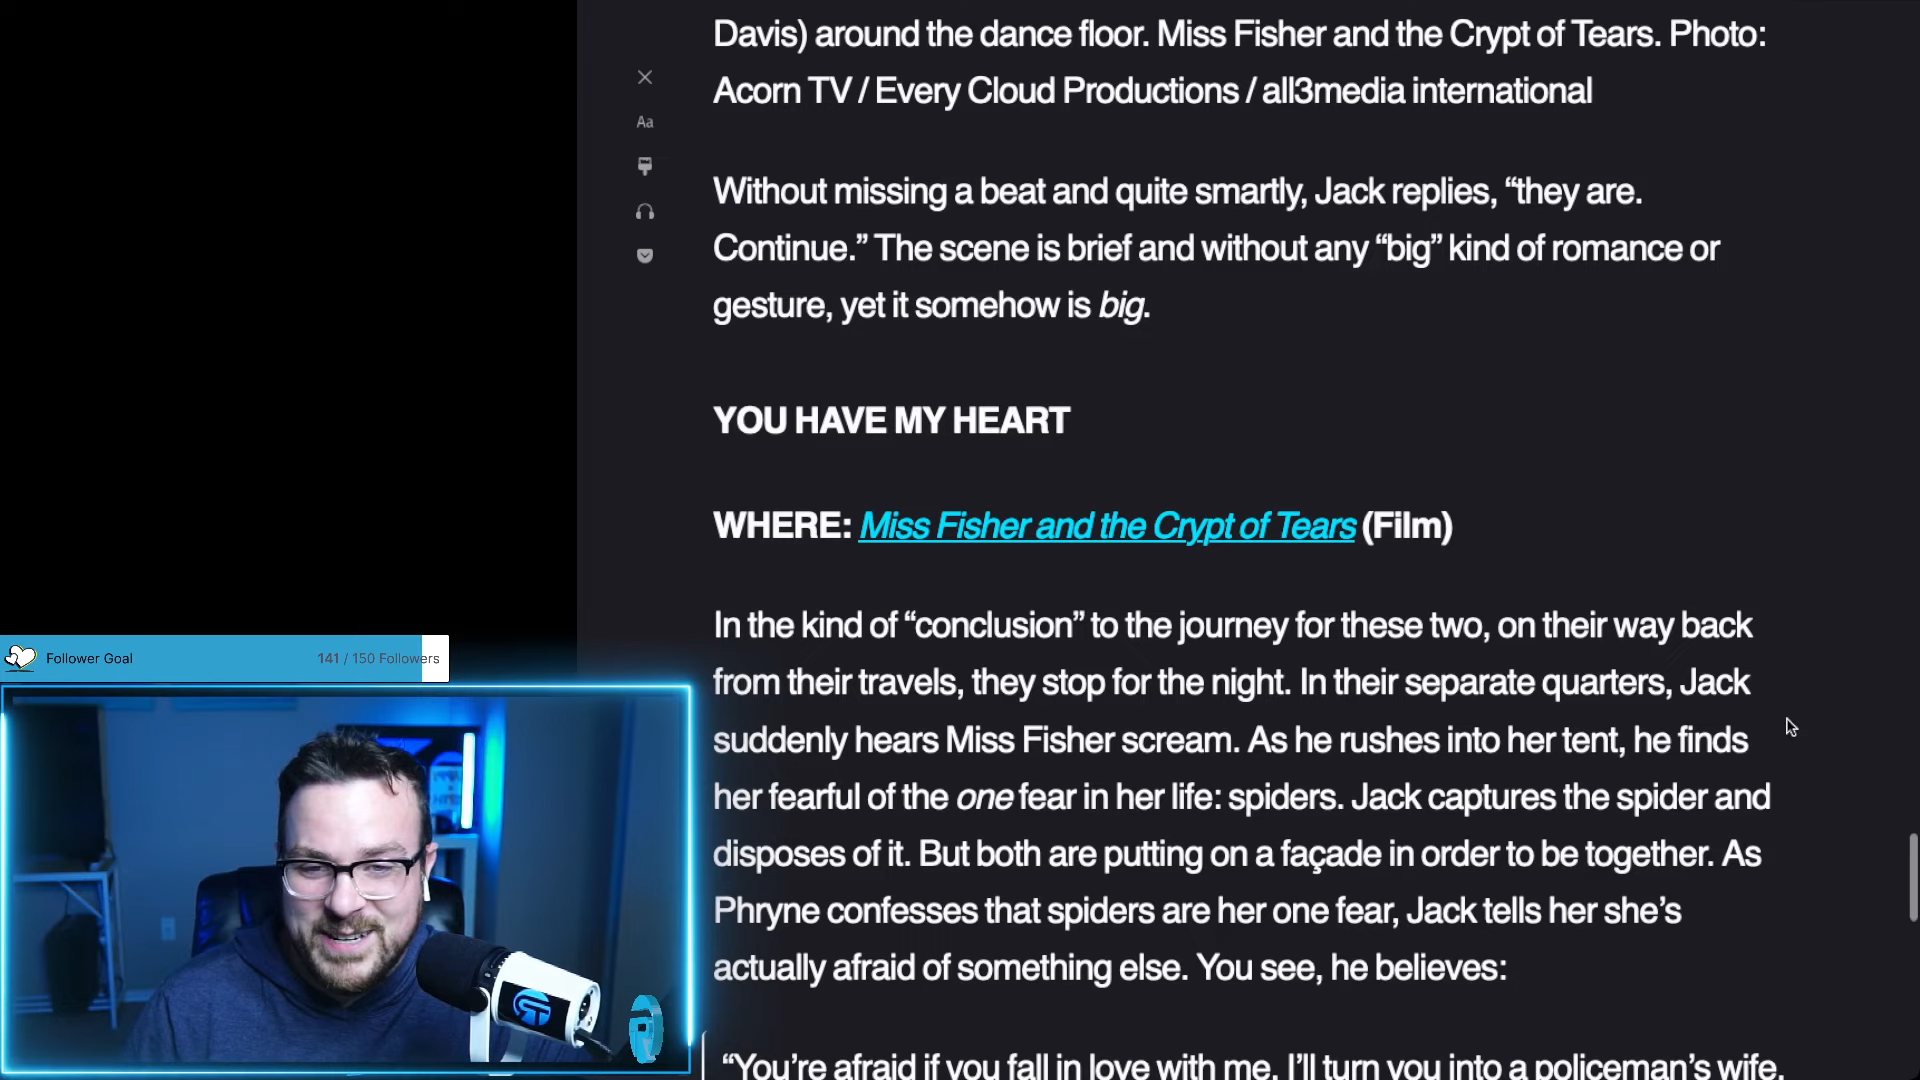 Davis) around the dance floor. Miss Fisher and the Crypt of Tears. Photo:
Acorn TV / Every Cloud Productions / all3media international
Aa
Without missing a beat and quite smartly, Jack replies, “they are.
Continue.” The scene is brief and without any “big” kind of romance or
gesture, yet it somehow is big.
YOU HAVE MY HEART
WHERE: Miss Fisher and the Crypt of Tears (Film)
In the kind of “conclusion” to the journey for these two, on their way back
from their travels, they stop for the night. In their separate quarters, Jack
suddenly hears Miss Fisher scream. As he rushes into her tent, he finds
her fearful of the one fear in her life: spiders. Jack captures the spider and
disposes of it. But both are putting on a façade in order to be together. As
Phryne confesses that spiders are her one fear, Jack tells her she’s
actually afraid of something else. You see, he believes:
“You’re afraid if you fall in love with me, I’ll turn you into a policeman’s wife.
Follower Goal 141 / 150 Followers